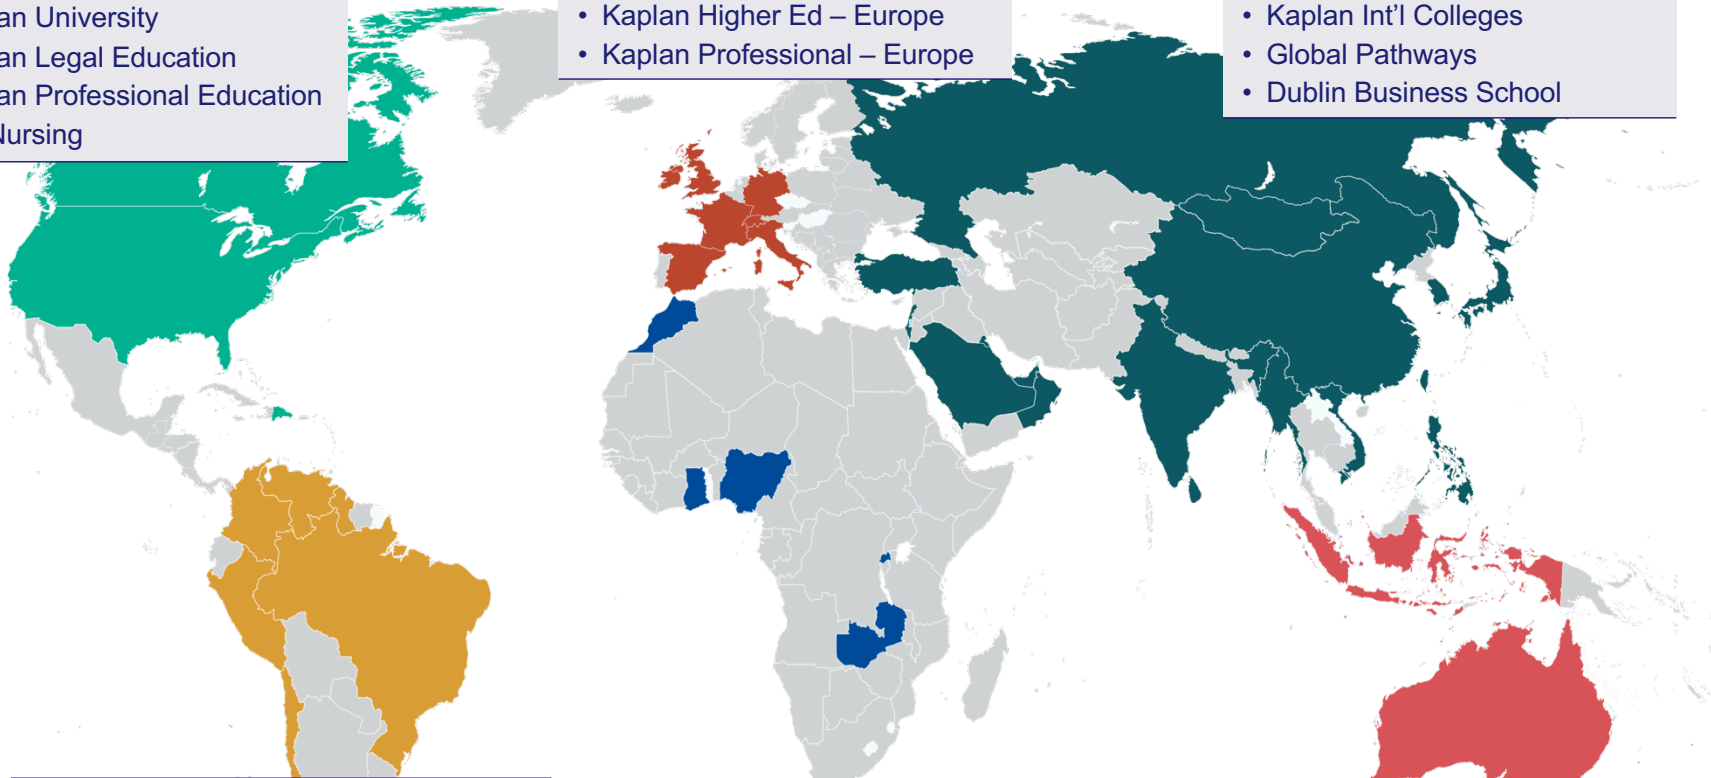 an University
an Legal Education
an Professional Education
Nursing
• Kaplan Higher Ed – Europe
• Kaplan Professional – Europe
• Kaplan Int'l Colleges
• Global Pathways
• Dublin Business School